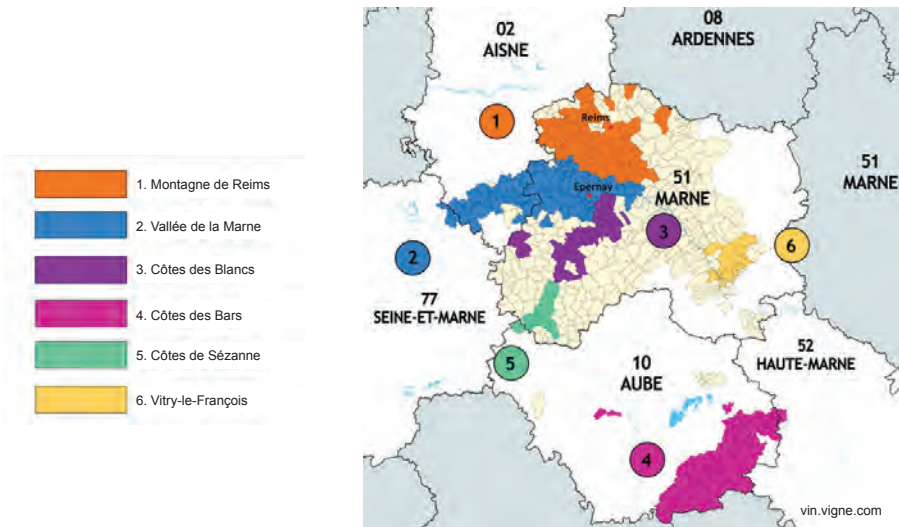 1. Montagne de Reims
2. Vallée de la Marne
3. Côtes des Blancs
4. Côtes des Bars
5. Côtes de Sézanne
6. Vitry-le-François
02
AISNE
08
ARDENNES
1
Reims
51
MARNE
51
MARNE
Epernay
2
3
6
77
SEINE-ET-MARNE
5
10
AUBE
52
HAUTE-MARNE
4
vin.vigne.com